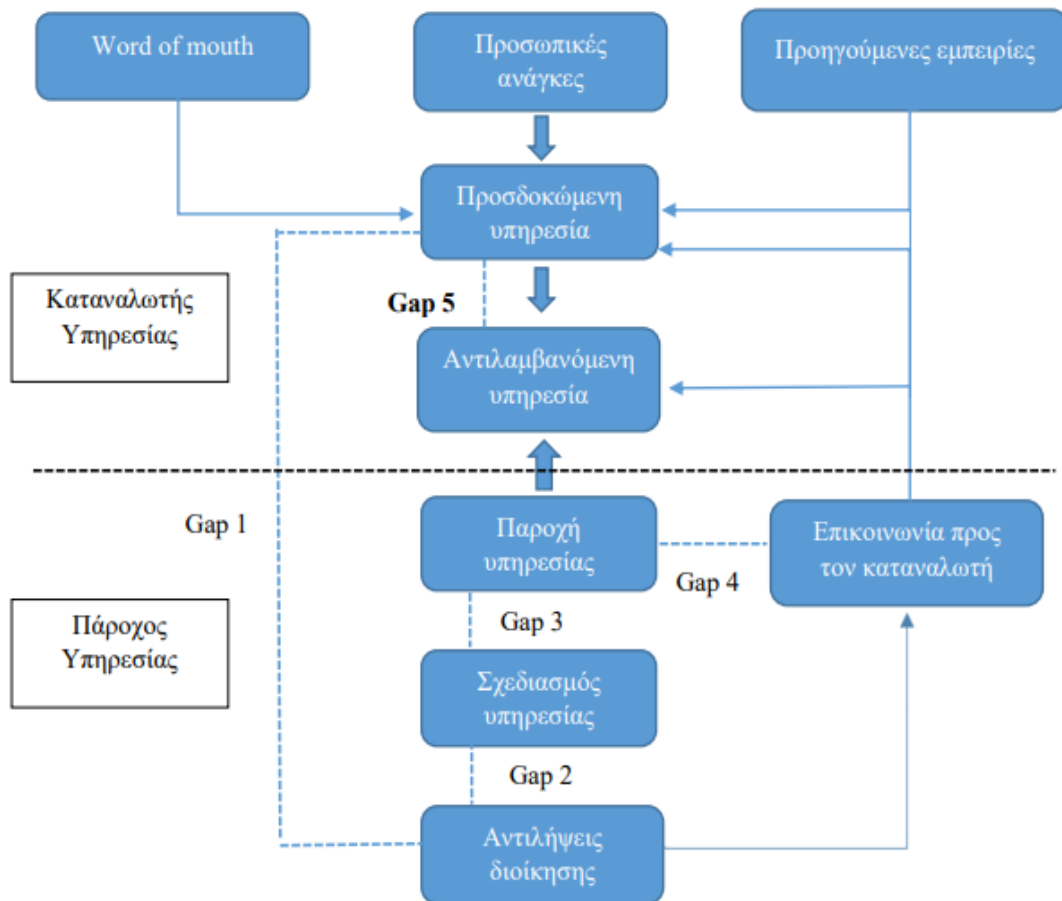 Word of mouth
Προσωπικές
ανάγκες
Προηγούμενες εμπειρίες
Προσδοκώμενη
υπηρεσία
Καταναλωτής
Υπηρεσίας
Gap 5
Αντιλαμβανόμενη
υπηρεσία
Gap 1
Παροχή
υπηρεσίας
Επικοινωνία προς
τον καταναλωτή
Gap 4
Gap 3
Πάροχος
Υπηρεσίας
Σχεδιασμός
υπηρεσίας
Gap 2
Αντιλήψεις
διοίκησης